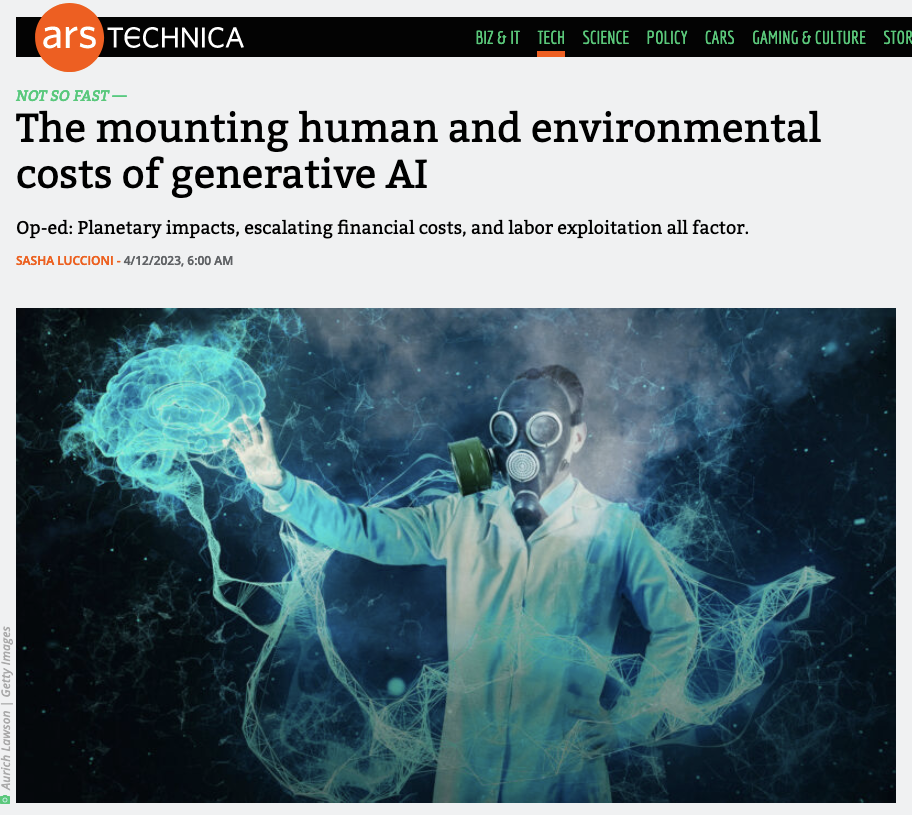 ars TECHNICA
BIZ & IT TECH SCIENCE POLICY CARS GAMING & CULTURE STOR
NOT SO FAST —
The mounting human and environmental
costs of generative AI
Op-ed: Planetary impacts, escalating financial costs, and labor exploitation all factor.
SASHA LUCCIONI - 4/12/2023, 6:00 AM
Aurich Lawson | Getty Images